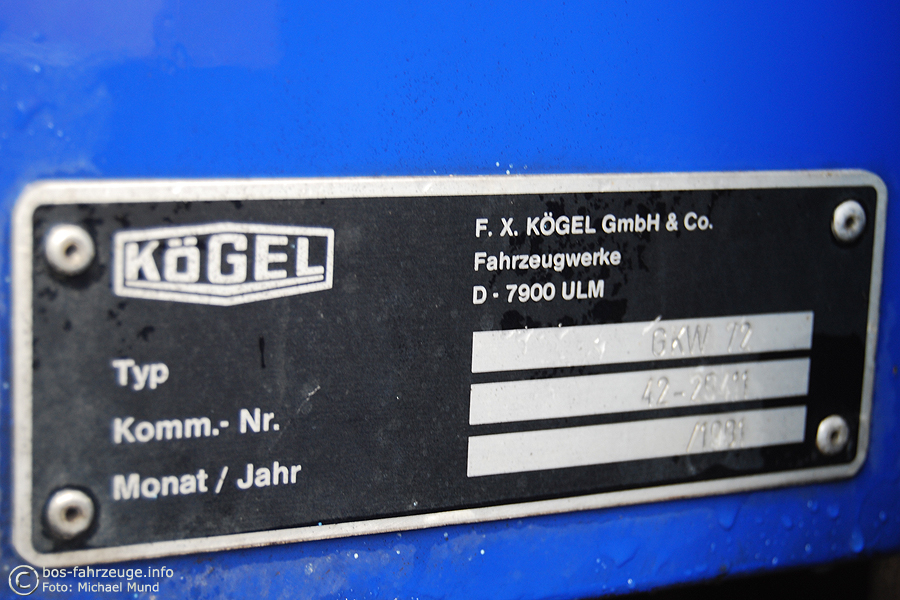 KÖGEL
F. X. KÖGEL GmbH & Co.
Fahrzeugwerke
D - 7900 ULM
Typ GKW 72
Komm.- Nr.
Monat / Jahr /1981
© bos-fahrzeuge.info
Foto: Michael Mund